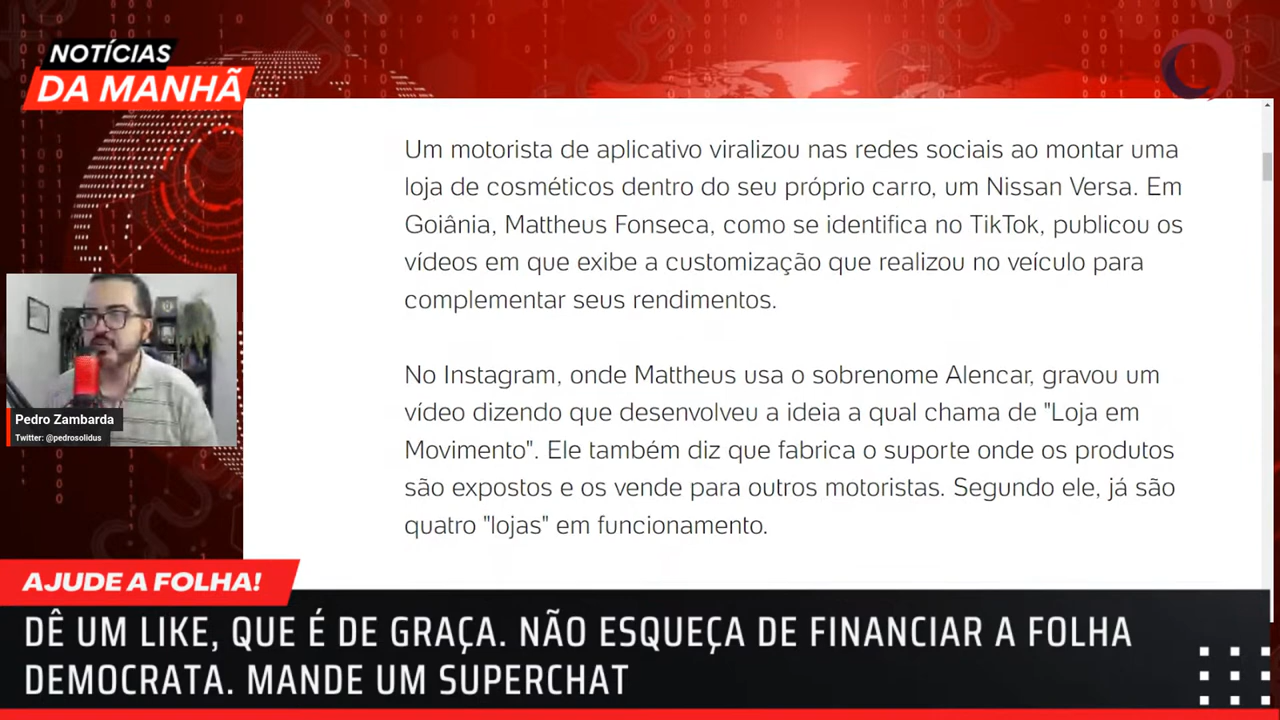 NOTÍCIAS
DA MANHÃ
Um motorista de aplicativo viralizou nas redes sociais ao montar uma
loja de cosméticos dentro do seu próprio carro, um Nissan Versa. Em
Goiânia, Mattheus Fonseca, como se identifica no TikTok, publicou os
vídeos em que exibe a customização que realizou no veículo para
complementar seus rendimentos.
No Instagram, onde Mattheus usa o sobrenome Alencar, gravou um
vídeo dizendo que desenvolveu a ideia a qual chama de "Loja em
Movimento". Ele também diz que fabrica o suporte onde os produtos
são expostos e os vende para outros motoristas. Segundo ele, já são
quatro "lojas" em funcionamento.
Pedro Zambarda
Twitter: @pedrosolidus
AJUDE A FOLHA!
DÊ UM LIKE, QUE É DE GRAÇA. NÃO ESQUEÇA DE FINANCIAR A FOLHA
DEMOCRATA. MANDE UM SUPERCHAT